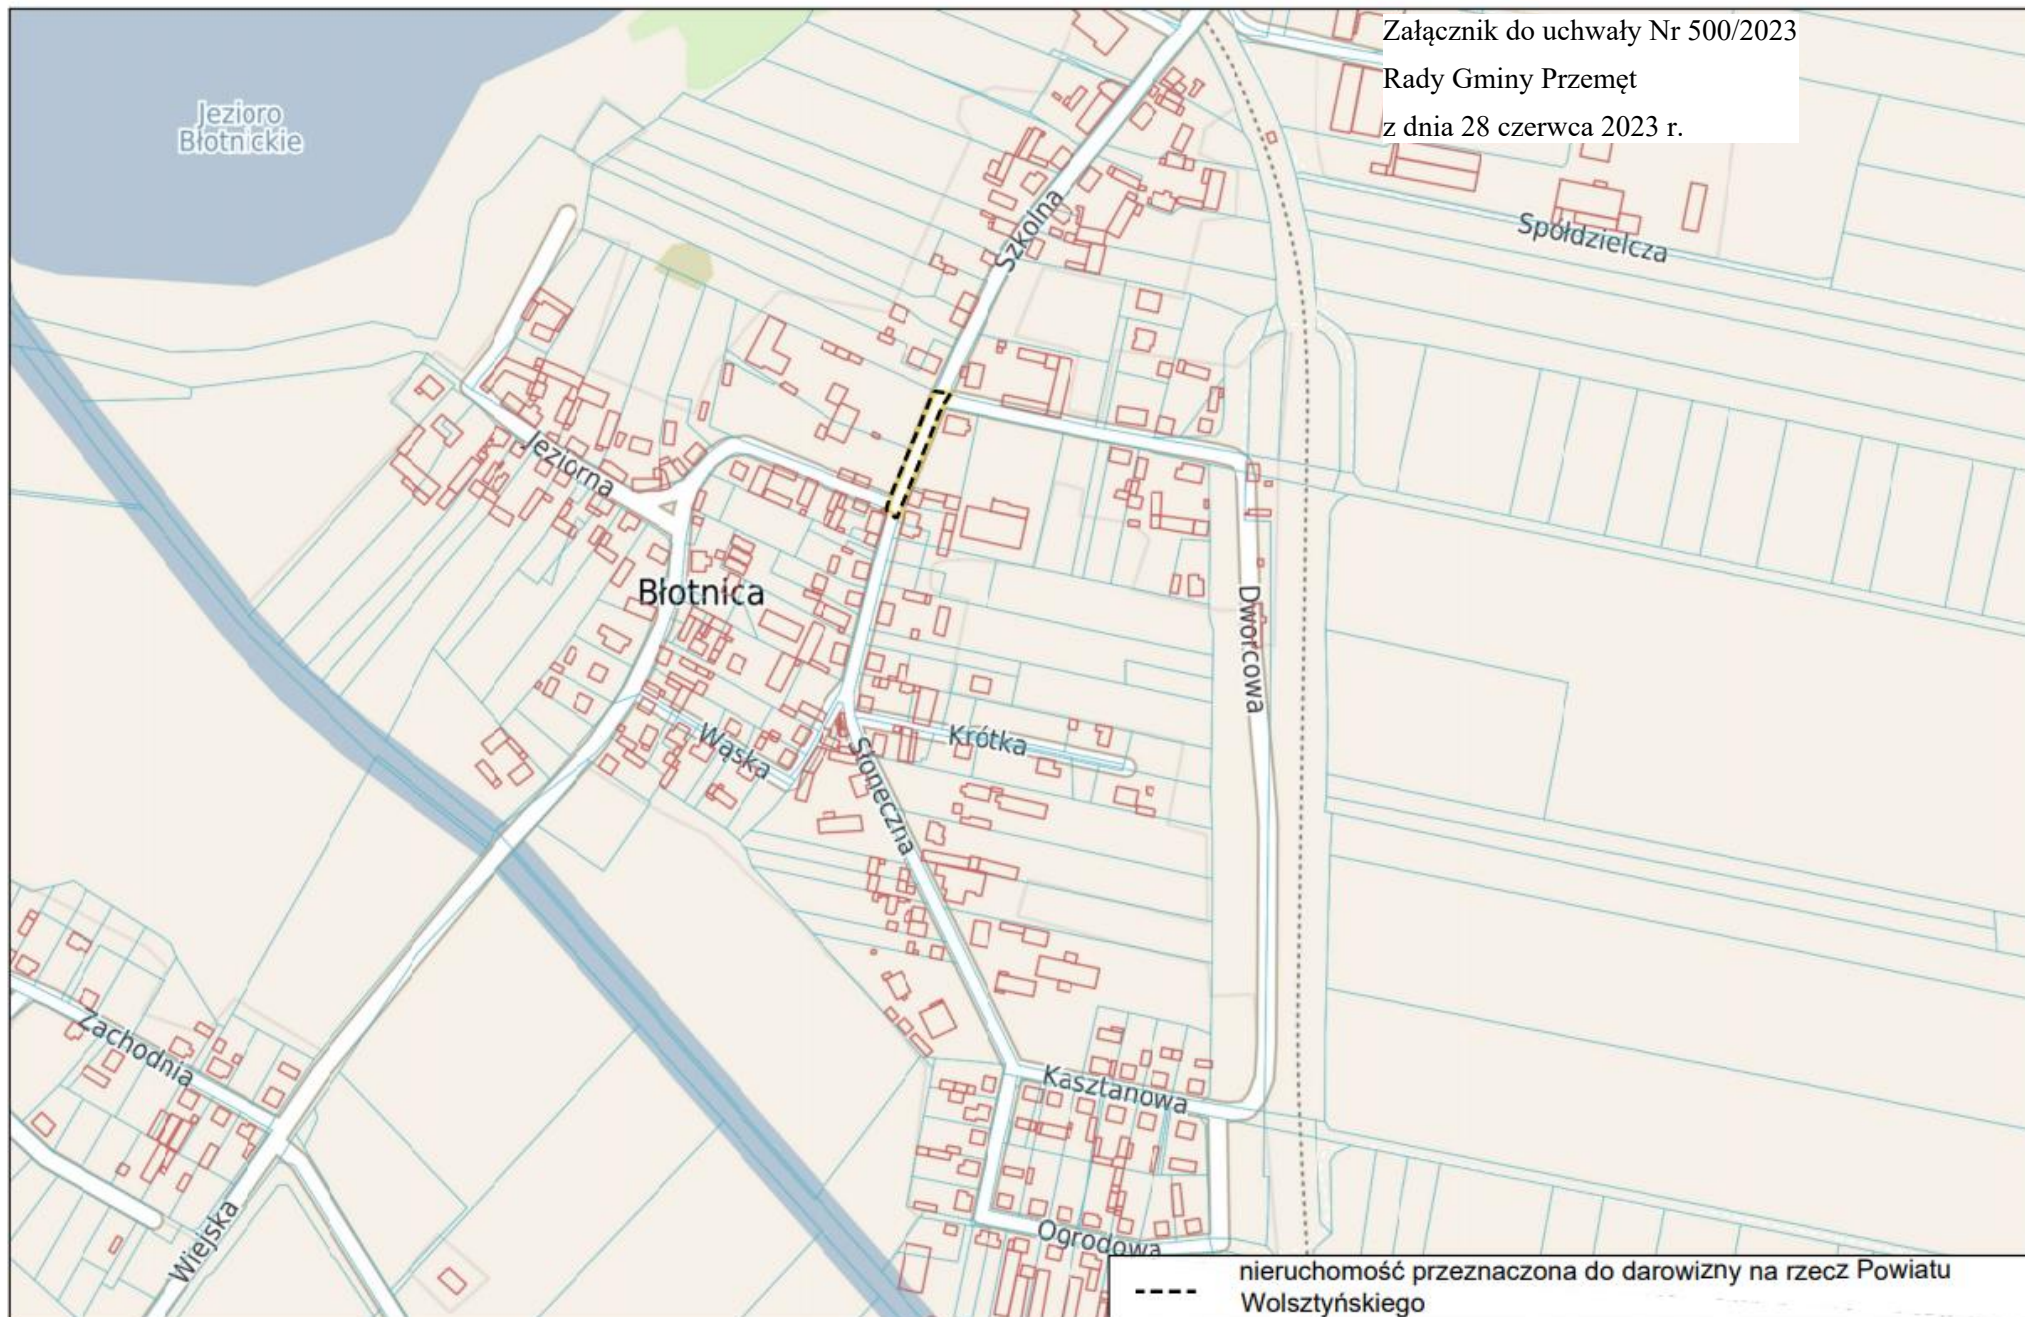 Załącznik do uchwały Nr 500/2023
Rady Gminy Przemęt
z dnia 28 czerwca 2023 r.
Jezioro
Błotnickie
Szkolna
Spółdzielcza
Jeziorna
Błotnica
Dworcowa
Wąska
Krótka
Słoneczna
Zachodnia
Kasztanowa
Wiejska
Ogrodowa
nieruchomość przeznaczona do darowizny na rzecz Powiatu
Wolsztyńskiego